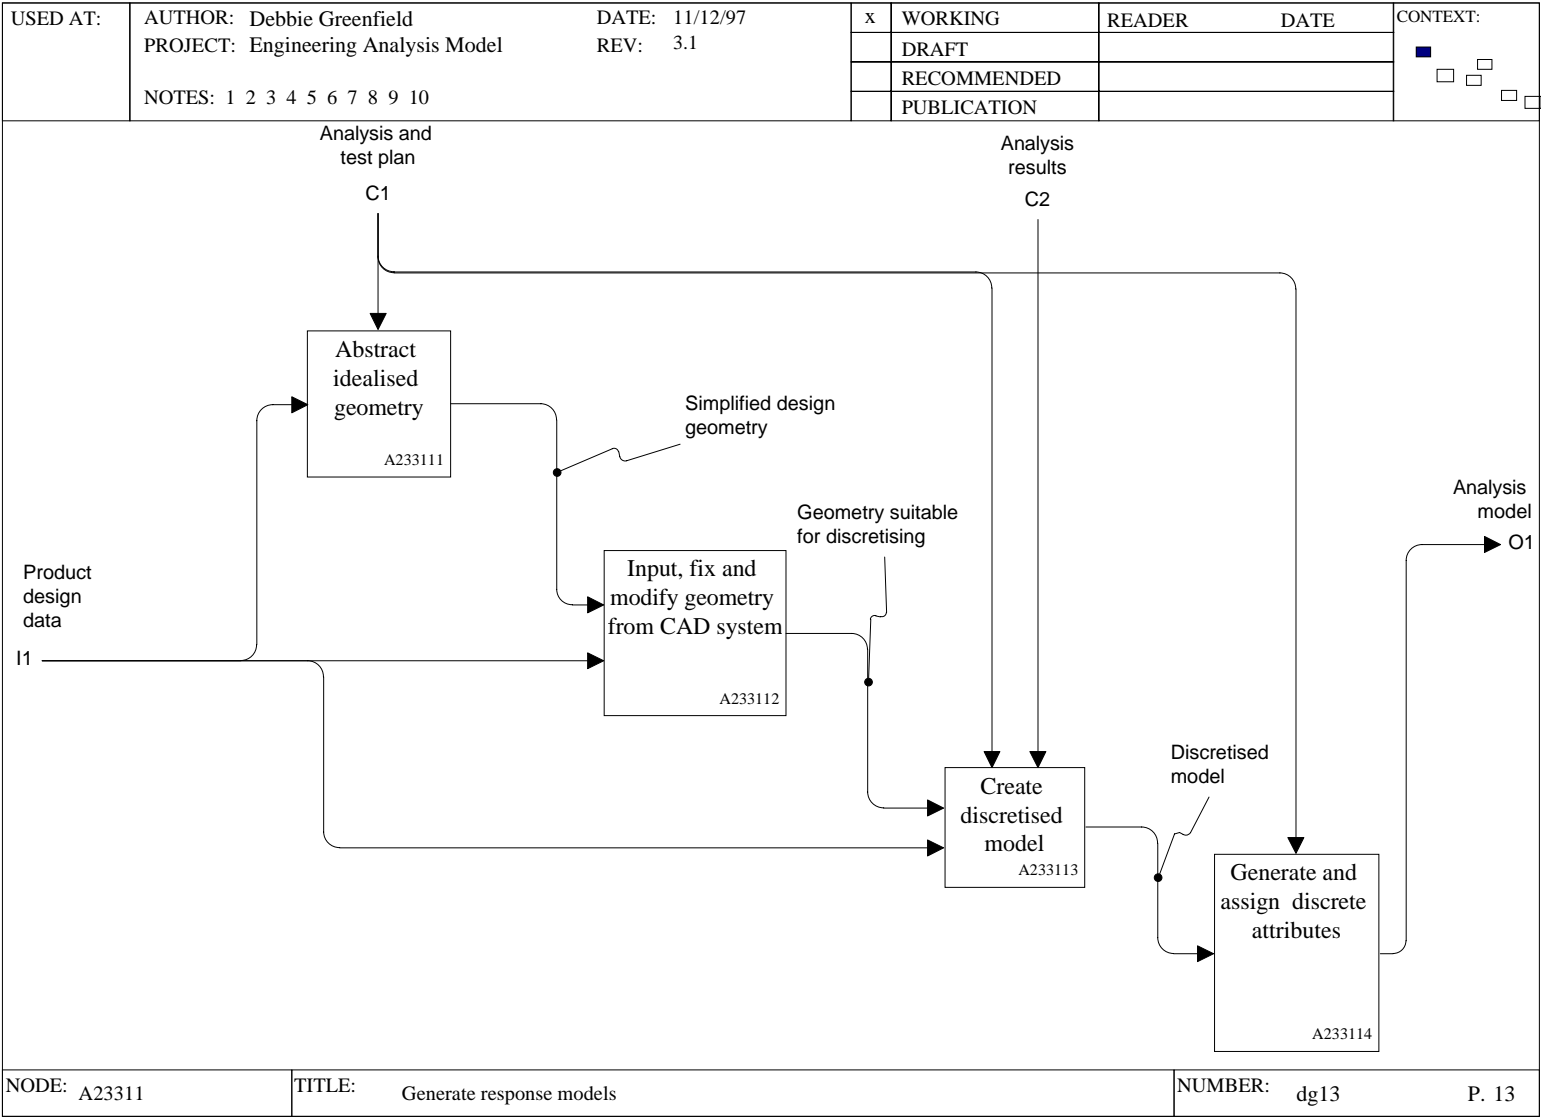 USED AT:
AUTHOR: Debbie Greenfield
DATE: 11/12/97
PROJECT: Engineering Analysis Model
REV: 3.1
NOTES: 1 2 3 4 5 6 7 8 9 10
x WORKING
DRAFT
RECOMMENDED
PUBLICATION
READER DATE
CONTEXT:
Analysis and
test plan
C1
Analysis
results
C2
Abstract
idealised
geometry
A233111
Simplified design
geometry
Geometry suitable
for discretising
Analysis
model
O1
Product
design
data
I1
Input, fix and
modify geometry
from CAD system
A233112
Discretised
model
Create
discretised
model
A233113
Generate and
assign discrete
attributes
A233114
NODE: A23311
TITLE: Generate response models
NUMBER: dg13
P. 13